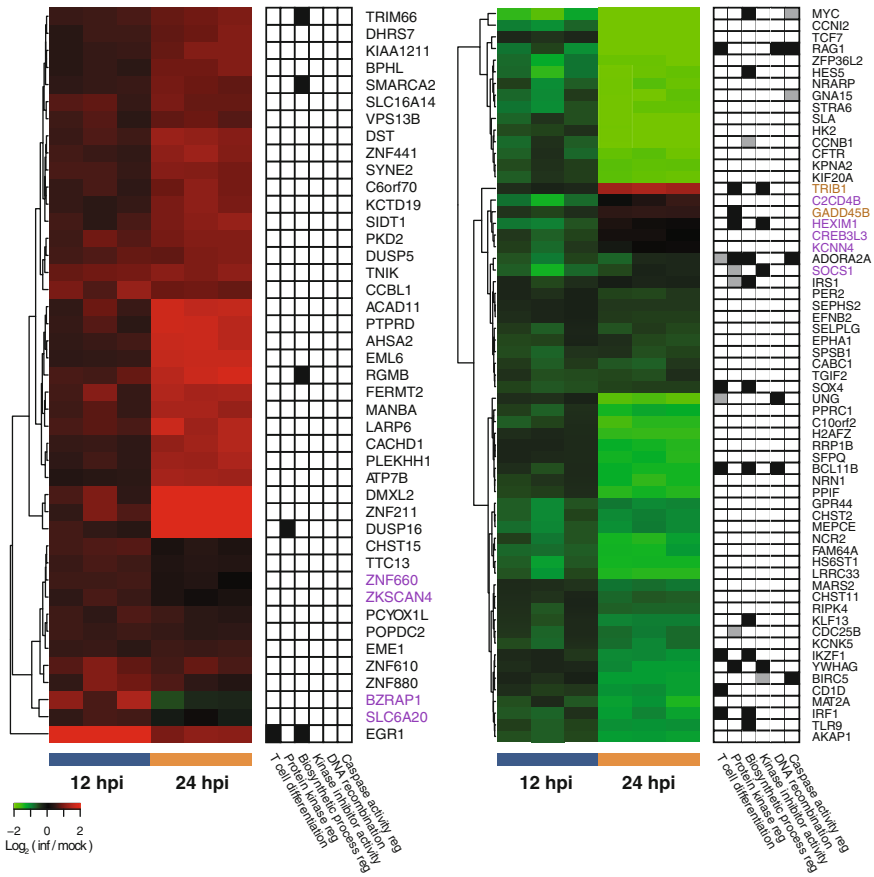 TRIM66
DHRS7
KIAA1211
BPHL
SMARCA2
SLC16A14
VPS13B
DST
ZNF441
SYNE2
C6orf70
KCTD19
SIDT1
PKD2
DUSP5
TNIK
CCBL1
ACAD11
PTPRD
AHSA2
EML6
RGMB
FERMT2
MANBA
LARP6
CACHD1
PLEKHH1
ATP7B
DMXL2
ZNF211
DUSP16
CHST15
TTC13
ZNF660
ZKSCAN4
PCYOX1L
POPDC2
EME1
ZNF610
ZNF880
BZRAP1
SLC6A20
EGR1
12 hpi
24 hpi
T cell differentiation
Protein kinase reg
Biosynthetic process reg
Kinase inhibitor activity
DNA recombination
Caspase activity reg
−2 0 2
Log2 ( inf / mock )
MYC
CCNI2
TCF7
RAG1
ZFP36L2
HES5
NRARP
GNA15
STRA6
SLA
HK2
CCNB1
CFTR
KPNA2
KIF20A
TRIB1
C2CD4B
GADD45B
HEXIM1
CREB3L3
KCNN4
ADORA2A
SOCS1
IRS1
PER2
SEPHS2
EFNB2
SELPLG
EPHA1
SPSB1
CABC1
TGIF2
SOX4
UNG
PPRC1
C10orf2
H2AFZ
RRP1B
SFPQ
BCL11B
NRN1
PPIF
GPR44
CHST2
MEPCE
NCR2
FAM64A
HS6ST1
LRRC33
MARS2
CHST11
RIPK4
KLF13
CDC25B
KCNK5
IKZF1
YWHAG
BIRC5
CD1D
MAT2A
IRF1
TLR9
AKAP1
12 hpi
24 hpi
T cell differentiation
Protein kinase reg
Biosynthetic process reg
Kinase inhibitor activity
DNA recombination
Caspase activity reg